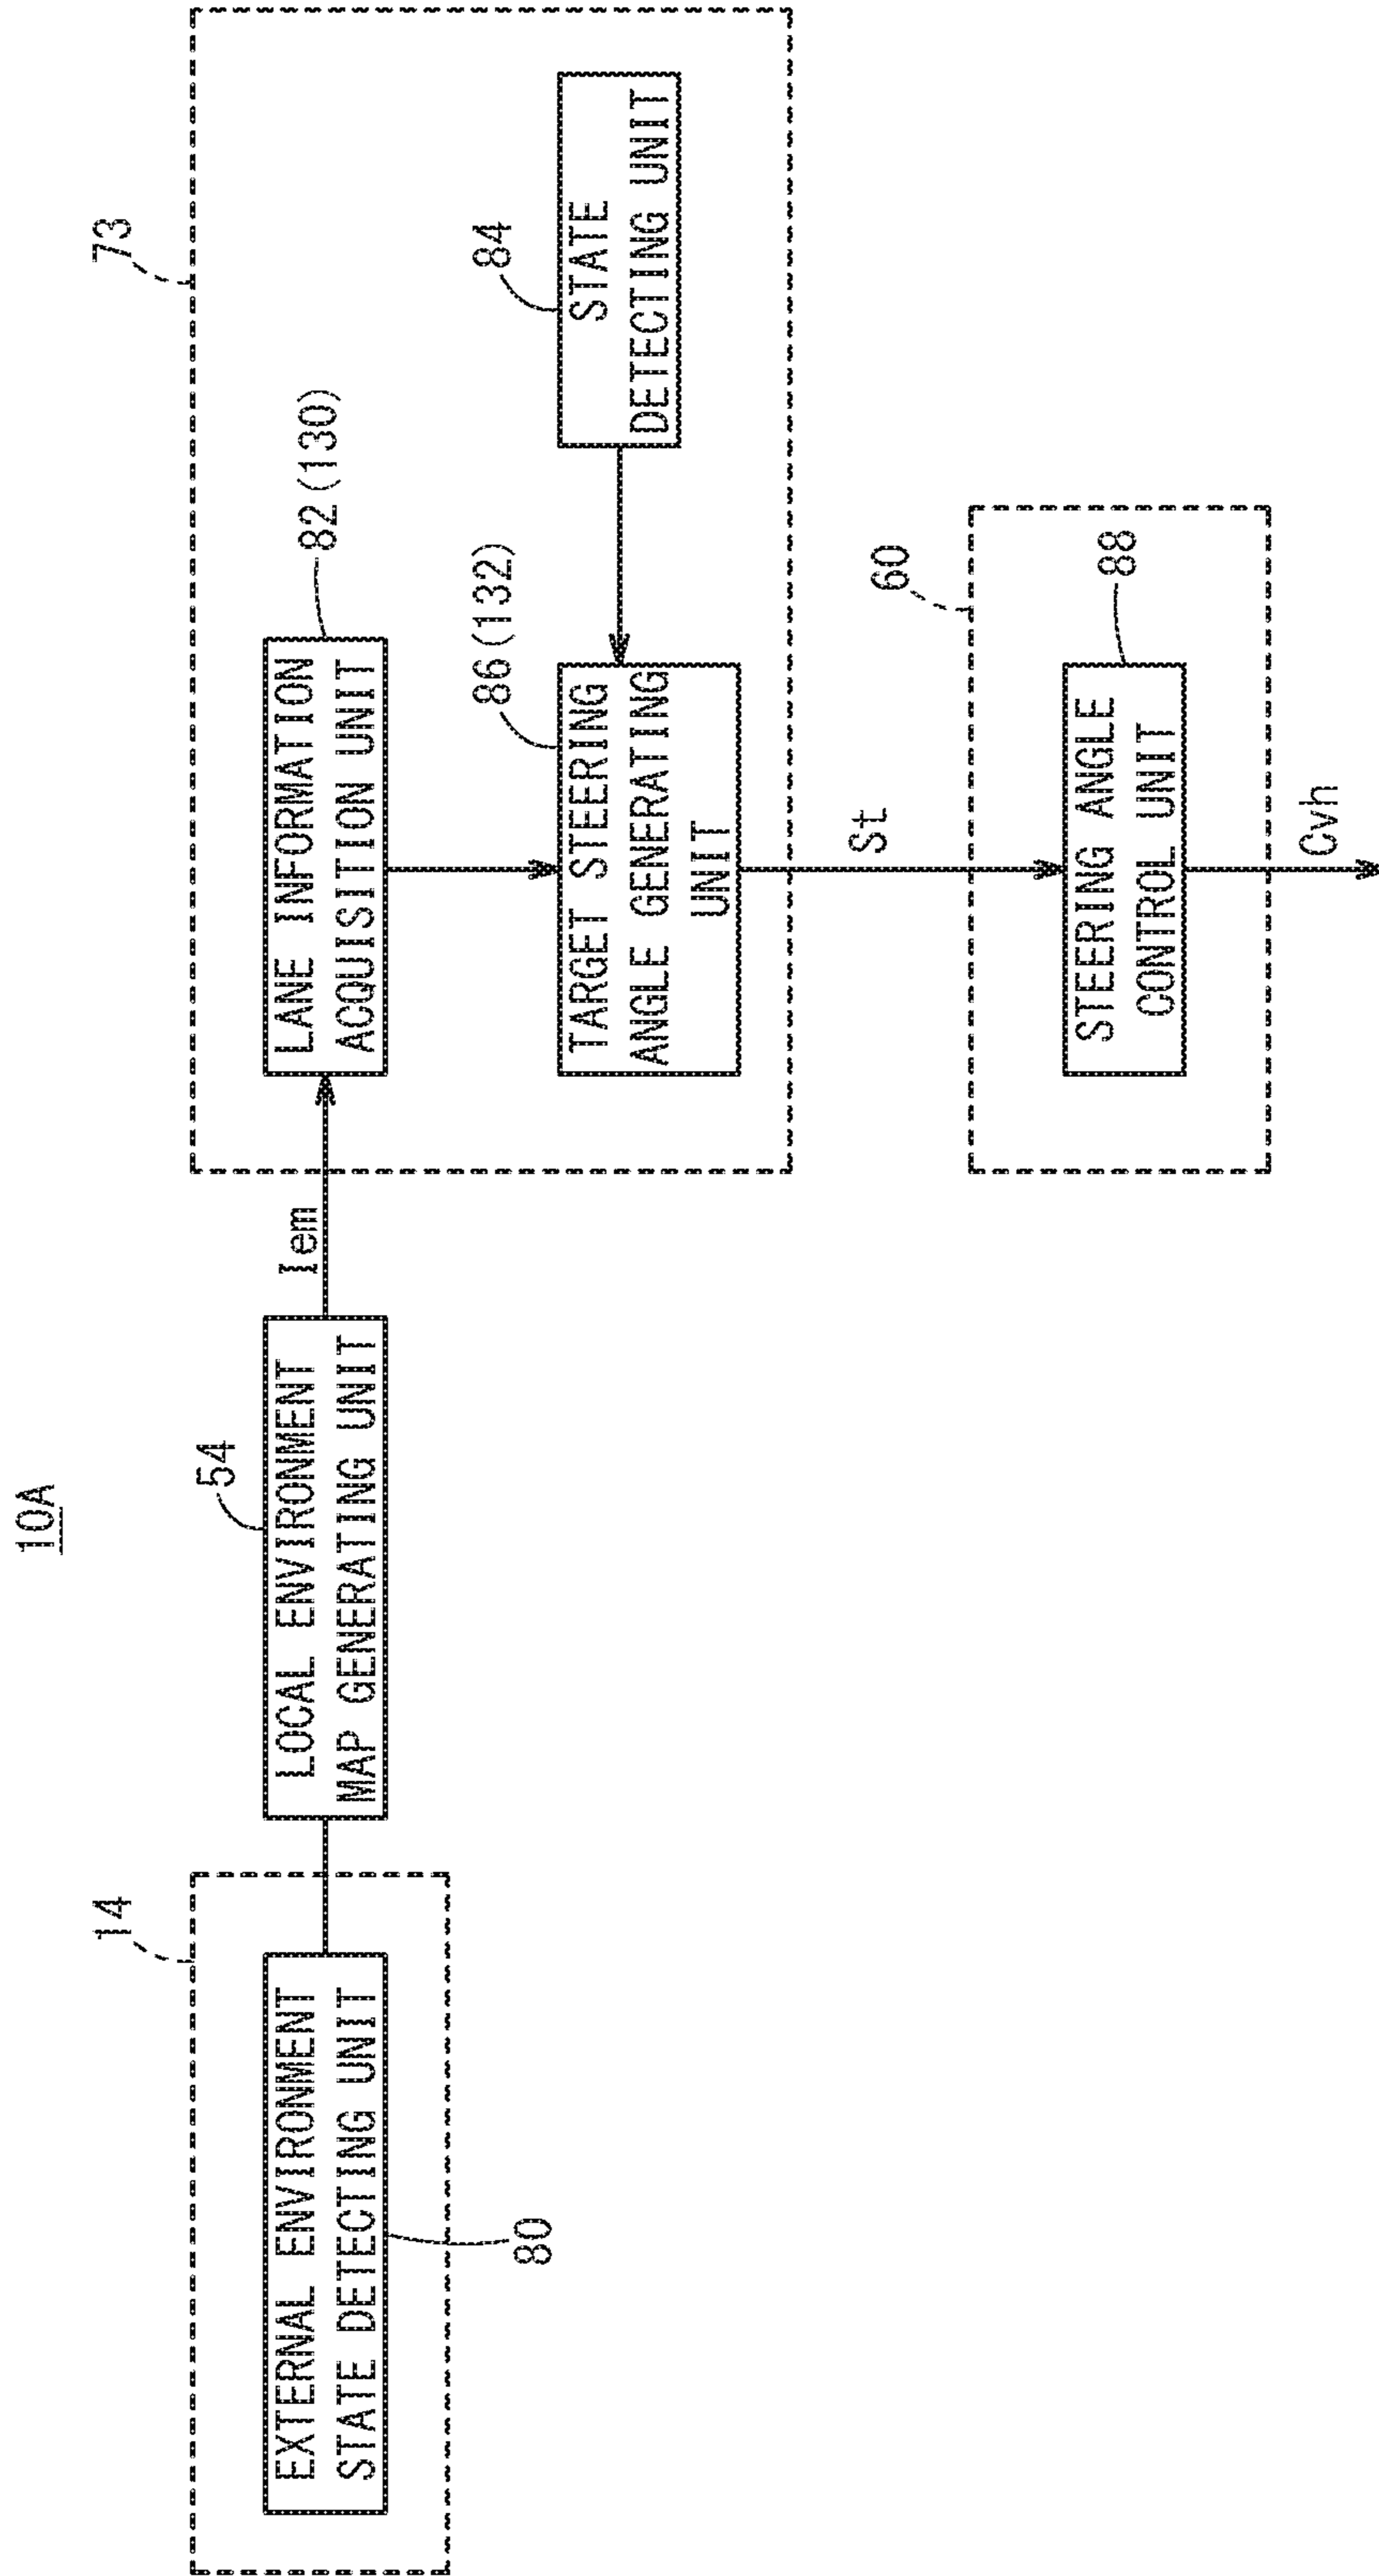 10A
14
EXTERNAL ENVIRONMENT
STATE DETECTING UNIT
80
54
LOCAL ENVIRONMENT
MAP GENERATING UNIT
Iem
73
LANE INFORMATION
ACQUISITION UNIT
82(130)
86(132)
TARGET STEERING
ANGLE GENERATING
UNIT
84
STATE
DETECTING UNIT
St
60
STEERING ANGLE
CONTROL UNIT
88
Cvh